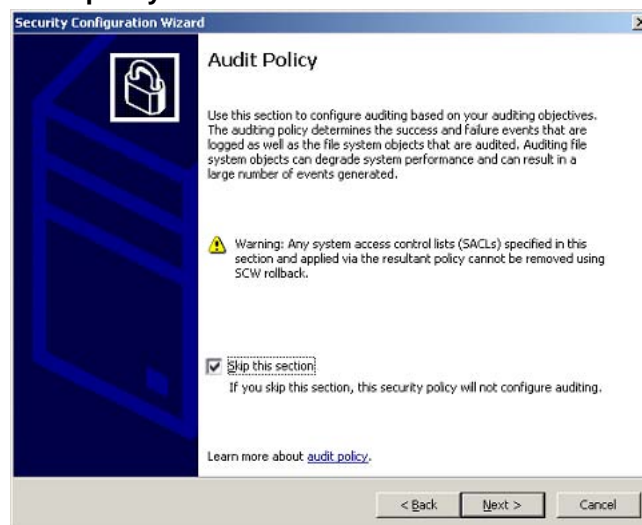 Security Configuration Wizard
Audit Policy
Use this section to configure auditing based on your auditing objectives.
The auditing policy determines the success and failure events that are
logged as well as the file system objects that are audited. Auditing file
system objects can degrade system performance and can result in a
large number of events generated.
Warning: Any system access control lists (SACLs) specified in this
section and applied via the resultant policy cannot be removed using
SCW rollback.
Skip this section
If you skip this section, this security policy will not configure auditing.
Learn more about audit policy.
< Back Next > Cancel